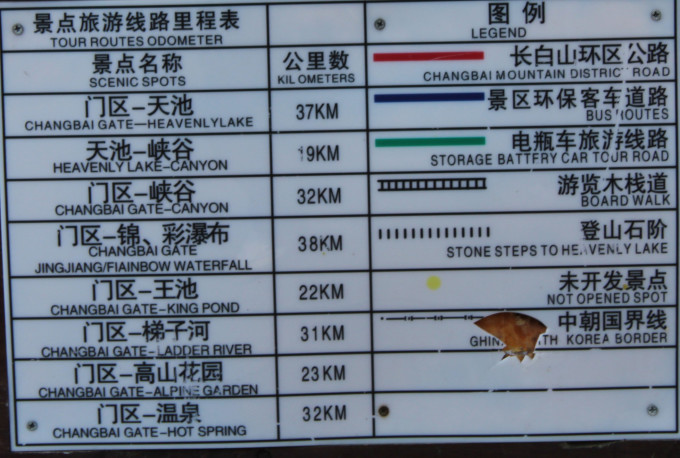 景点旅游线路里程表
TOUR ROUTES ODOMETER
景点名称
SCENIC SPOTS
公里数
KILOMETERS
门区-天池
CHANGBAI GATE-HEAVENLYLAKE
37KM
天池-峡谷
HEAVENLY LAKE-CANYON
19KM
门区-峡谷
CHANGBAI GATE-CANYON
32KM
门区-锦、彩瀑布
CHANGBAI GATE
JINGJIANG/FIAINBOW WATERFALL
38KM
门区-王池
CHANGBAI GATE-KING POND
22KM
门区-梯子河
CHANGBAI GATE-LADDER RIVER
31KM
门区-高山花园
CHANGBAI GATE-ALPINE GARDEN
23KM
门区-温泉
CHANGBAI GATE-HOT SPRING
32KM
图 例
LEGEND
长白山环区公路
CHANGBAI MOUNTAIN DISTRICT ROAD
景区环保客车道路
BUS ROUTES
电瓶车旅游线路
STORAGE BATTFRY CAR TOUR ROAD
游览木栈道
BOARD WALK
登山石阶
STONE STEPS TO HEAVENLY LAKE
未开发景点
NOT OPENED SPOT
中朝国界线
KOREA BORDER